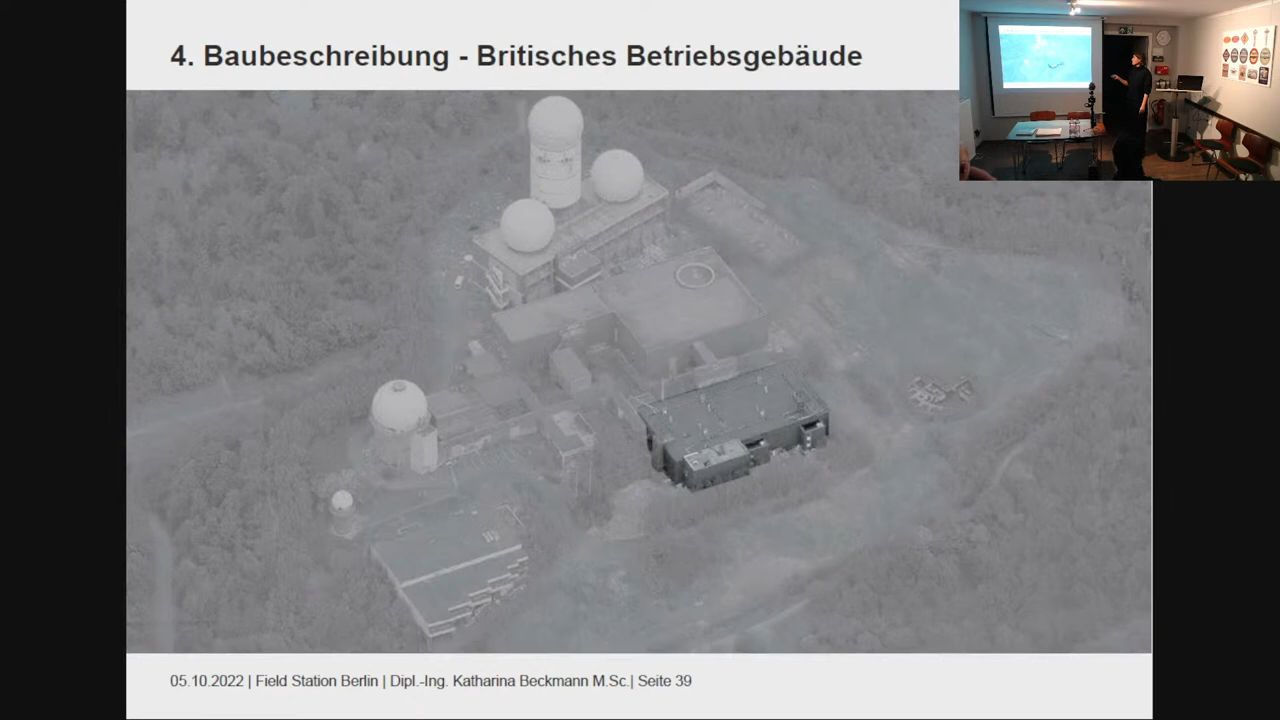 4. Baubeschreibung - Britisches Betriebsgebäude
05.10.2022 | Field Station Berlin | Dipl.-Ing. Katharina Beckmann M.Sc.| Seite 39